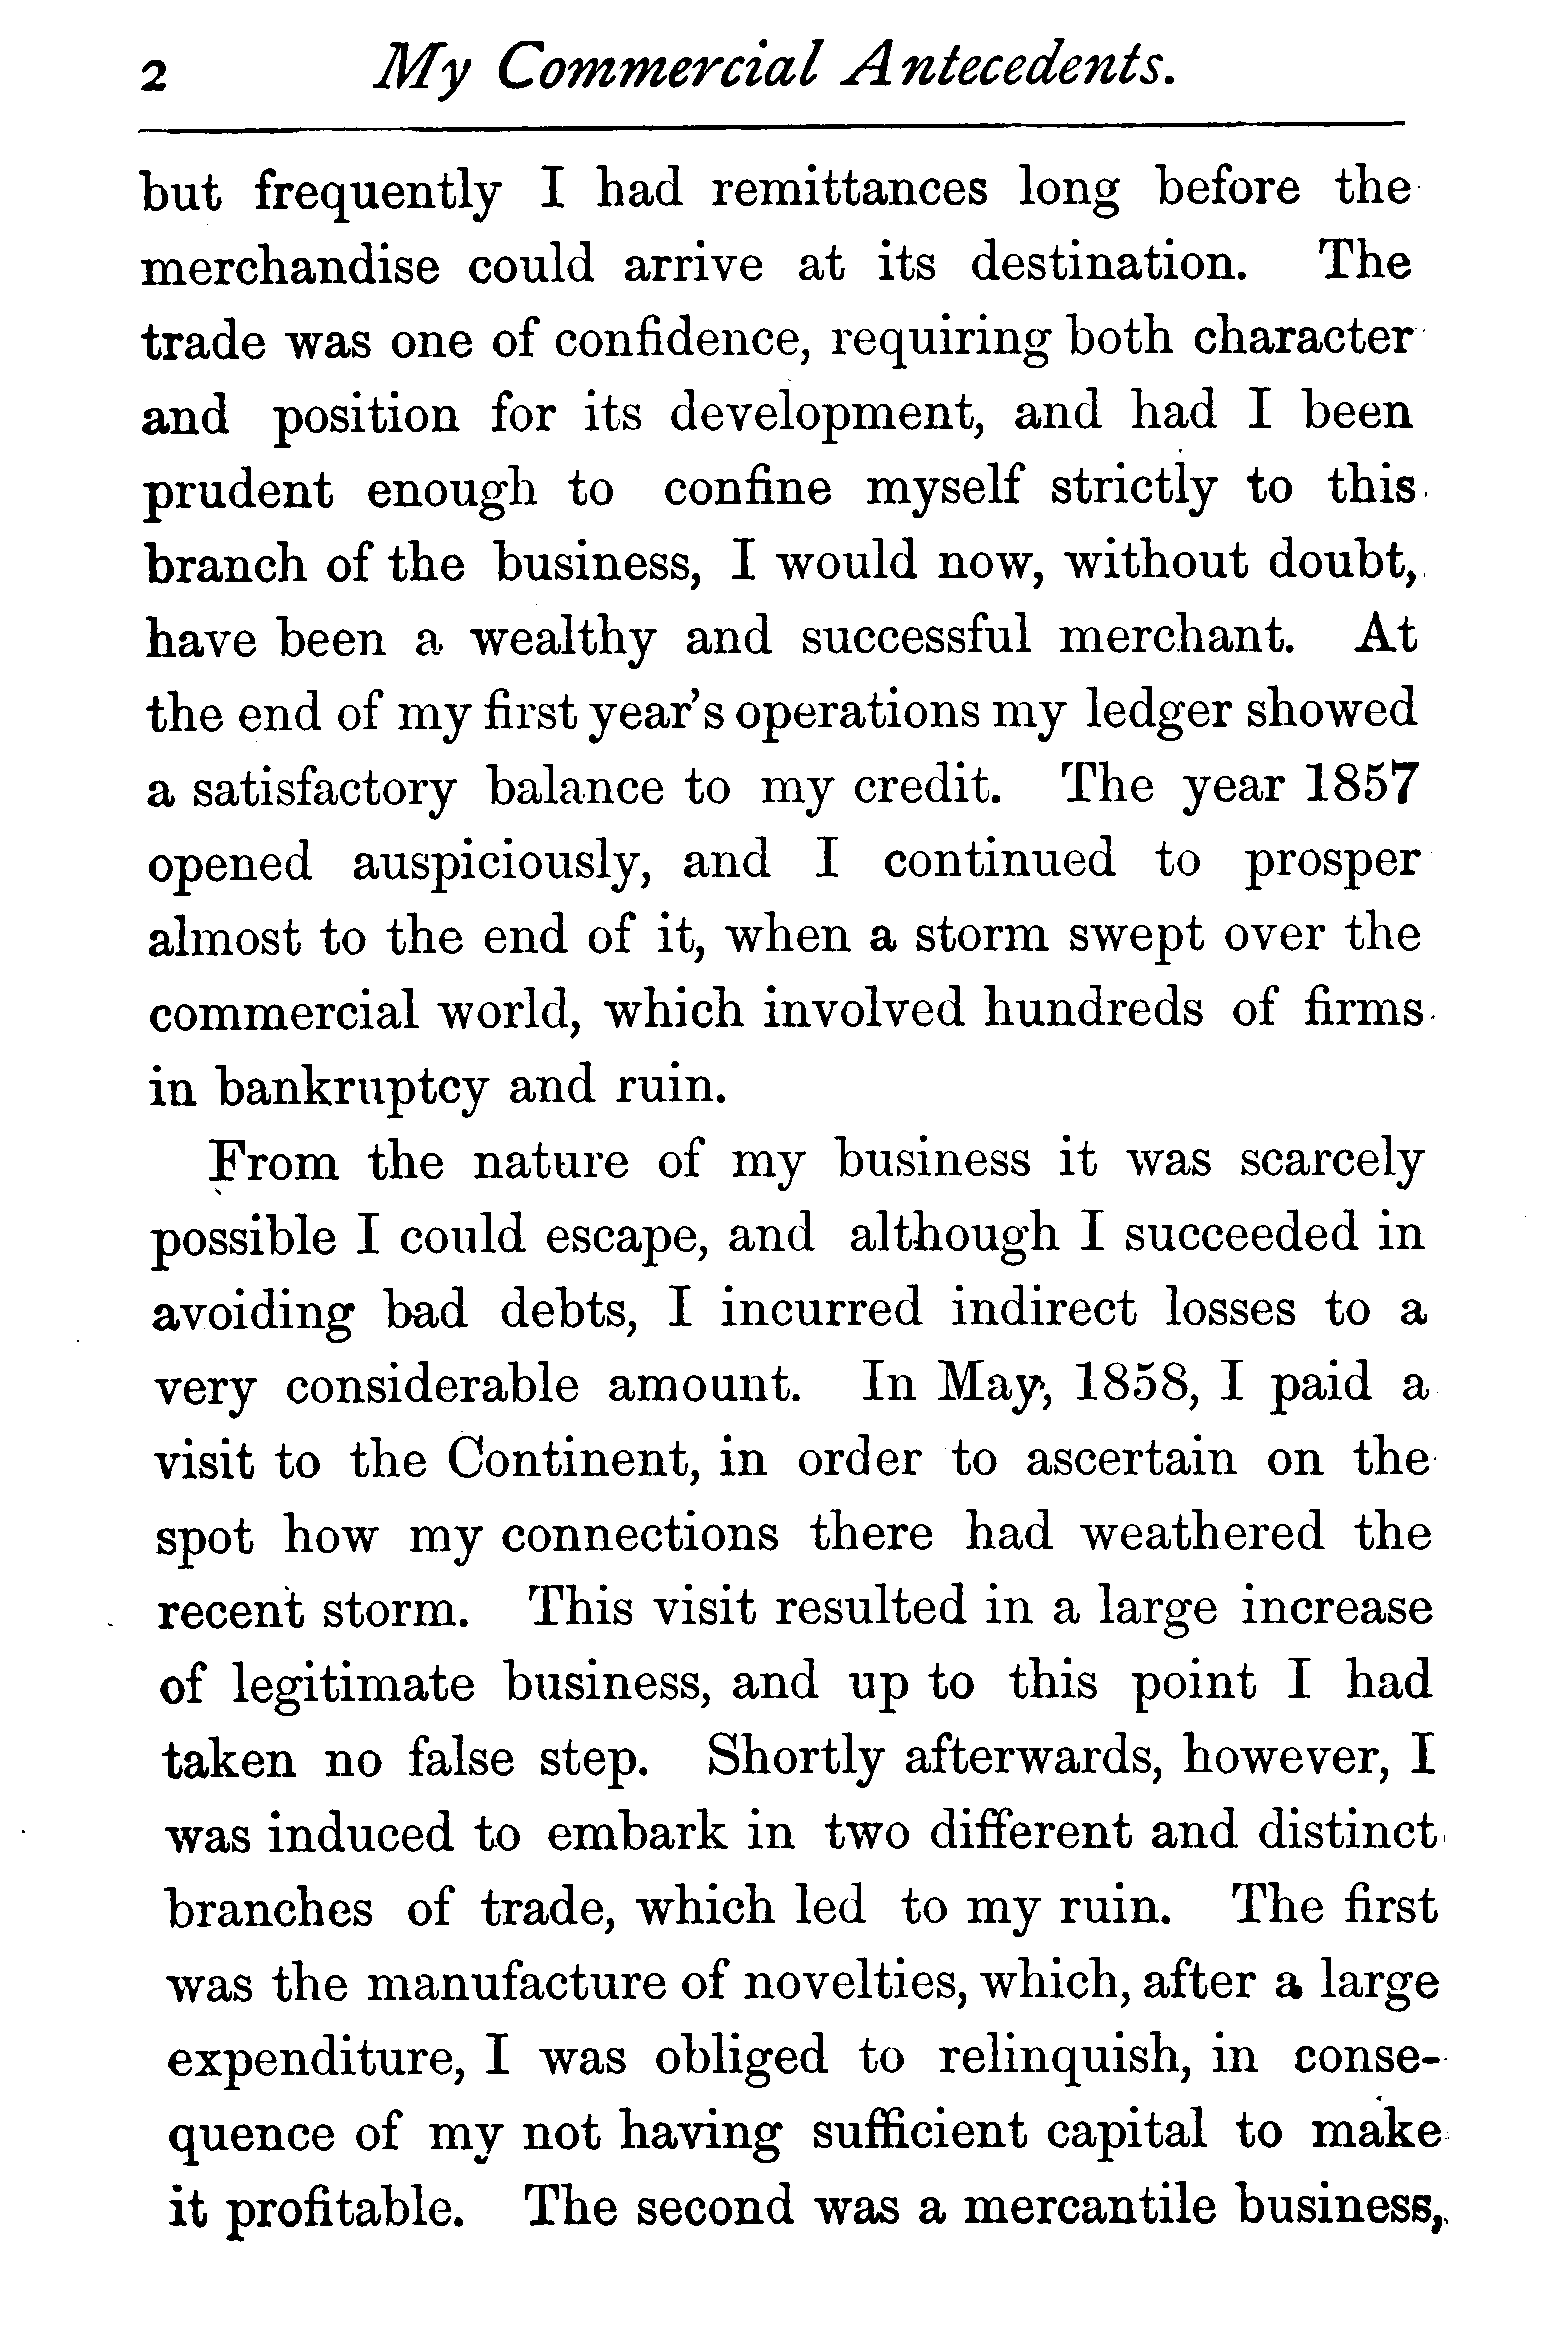 2 My Commercial Antecedents.
but frequently I had remittances long before the
merchandise could arrive at its destination. The
trade was one of confidence, requiring both character
and position for its development, and had I been
prudent enough to confine myself strictly to this
branch of the business, I would now, without doubt,
have been a wealthy and successful merchant. At
the end of my first year's operations my ledger showed
a satisfactory balance to my credit. The year 1857
opened auspiciously, and I continued to prosper
almost to the end of it, when a storm swept over the
commercial world, which involved hundreds of firms
in bankruptcy and ruin.
From the nature of my business it was scarcely
possible I could escape, and although I succeeded in
avoiding bad debts, I incurred indirect losses to a
very considerable amount. In May, 1858, I paid a
visit to the Continent, in order to ascertain on the
spot how my connections there had weathered the
recent storm. This visit resulted in a large increase
of legitimate business, and up to this point I had
taken no false step. Shortly afterwards, however, I
was induced to embark in two different and distinct
branches of trade, which led to my ruin. The first
was the manufacture of novelties, which, after a large
expenditure, I was obliged to relinquish, in conse-
quence of my not having sufficient capital to make
it profitable. The second was a mercantile business,